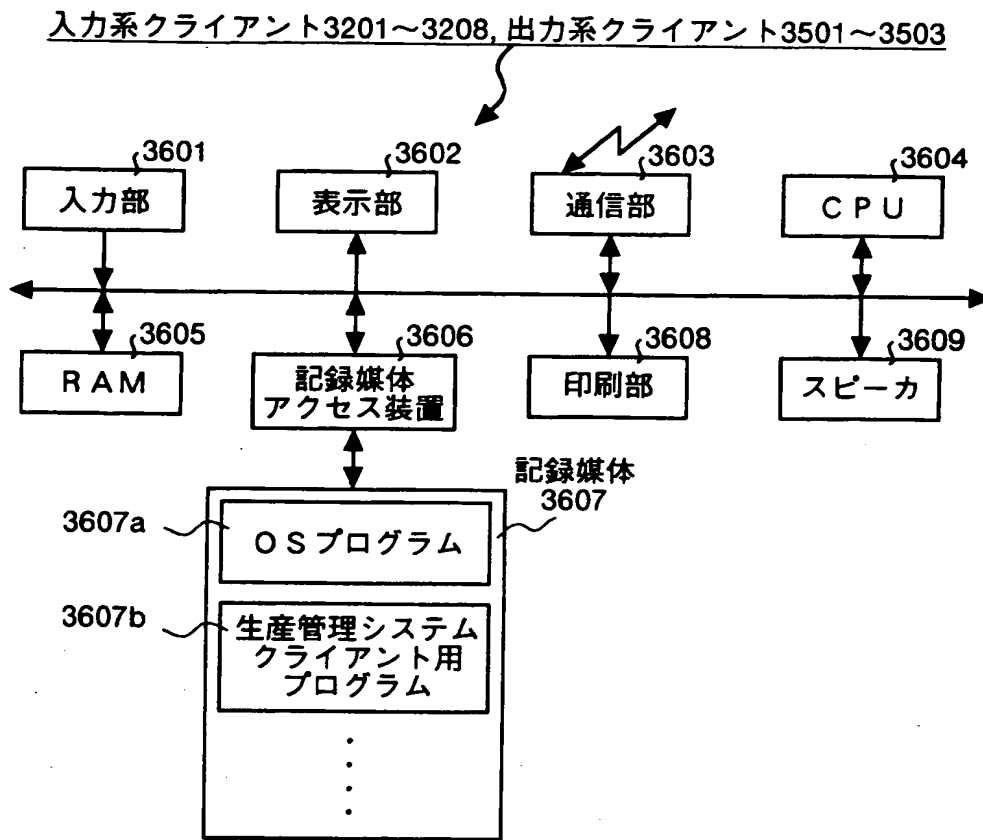 入力系クライアント3201～3208, 出力系クライアント3501～3503
3601
入力部
3602
表示部
3603
通信部
3604
ＣＰＵ
3605
ＲＡＭ
3606
記録媒体
アクセス装置
3608
印刷部
3609
スピーカ
記録媒体
3607
3607a
ＯＳプログラム
3607b
生産管理システム
クライアント用
プログラム